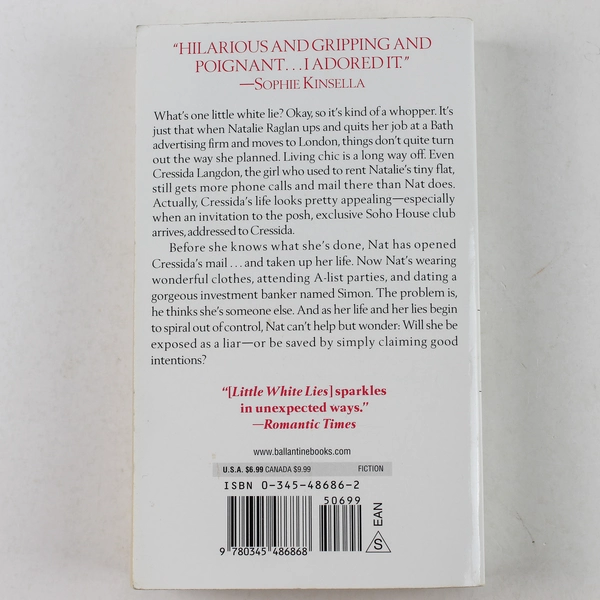 “HILARIOUS AND GRIPPING AND
POIGNANT...I ADORED IT.”
—SOPHIE KINSELLA
What's one little white lie? Okay, so it's kind of a whopper. It's
just that when Natalie Raglan ups and quits her job at a Bath
advertising firm and moves to London, things don't quite turn
out the way she planned. Living chic is a long way off. Even
Cressida Langdon, the girl who used to rent Natalie's tiny flat,
still gets more phone calls and mail there than Nat does.
Actually, Cressida's life looks pretty appealing—especially
when an invitation to the posh, exclusive Soho House club
arrives, addressed to Cressida.
Before she knows what she's done, Nat has opened
Cressida's mail ... and taken up her life. Now Nat's wearing
wonderful clothes, attending A-list parties, and dating a
gorgeous investment banker named Simon. The problem is,
he thinks she's someone else. And as her life and her lies begin
to spiral out of control, Nat can't help but wonder: Will she be
exposed as a liar—or be saved by simply claiming good
intentions?
“[Little White Lies] sparkles
in unexpected ways.”
—Romantic Times
www.ballantinebooks.com
U.S.A. $6.99 CANADA $9.99 FICTION
ISBN 0-345-48686-2
50699
9 780345 486868
S EAN